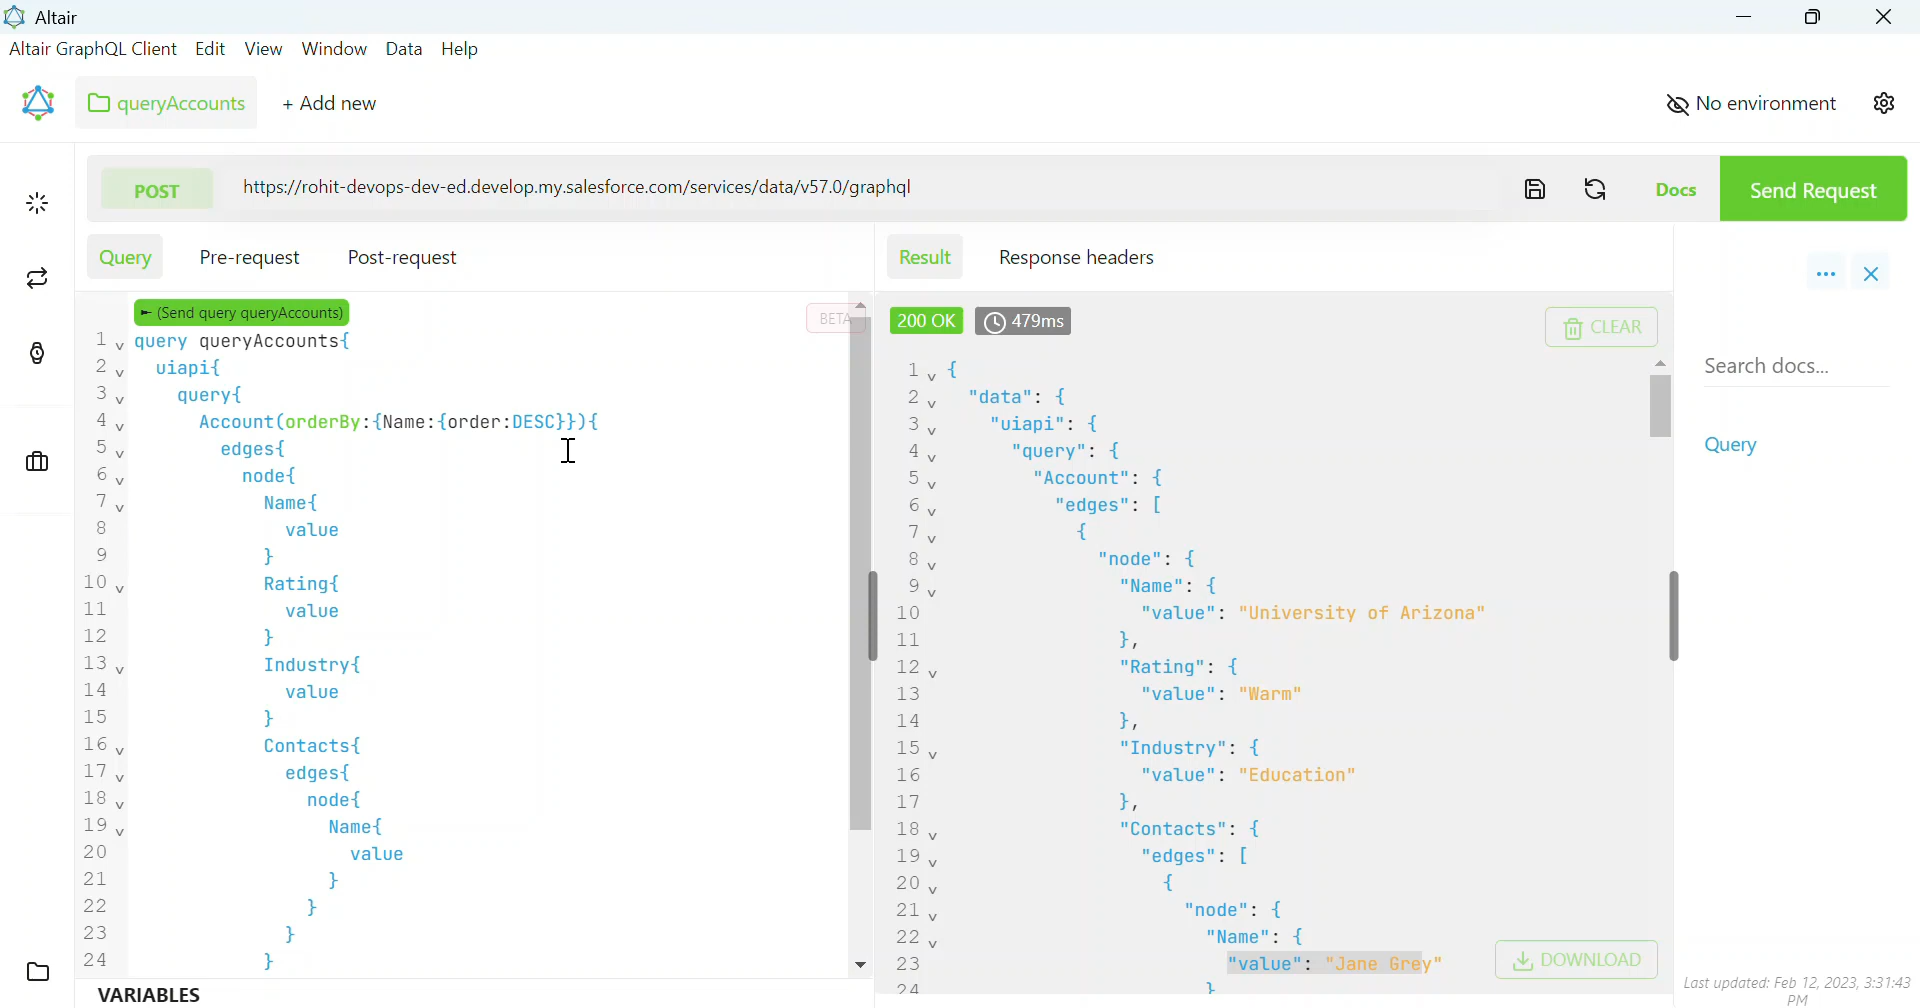 Altair
Altair GraphQL Client Edit View Window Data Help
queryAccounts + Add new No environment
POST https://rohit-devops-dev-ed.develop.my.salesforce.com/services/data/v57.0/graphql Docs Send Request
Query Pre-request Post-request
(Send query queryAccounts) BETA
1 query queryAccounts{
2 uiapi{
3 query{
4 Account(orderBy:{Name:{order:DESC}}){
5 edges{
6 node{
7 Name{
8 value
9 }
10 Rating{
11 value
12 }
13 Industry{
14 value
15 }
16 Contacts{
17 edges{
18 node{
19 Name{
20 value
21 }
22 }
23 }
24 }
VARIABLES
Result Response headers
200 OK 479ms CLEAR
1 {
2 "data": {
3 "uiapi": {
4 "query": {
5 "Account": {
6 "edges": [
7 {
8 "node": {
9 "Name": {
10 "value": "University of Arizona"
11 },
12 "Rating": {
13 "value": "Warm"
14 },
15 "Industry": {
16 "value": "Education"
17 },
18 "Contacts": {
19 "edges": [
20 {
21 "node": {
22 "Name": {
23 "value": "Jane Grey"
24 }
DOWNLOAD
Search docs...
Query
Last updated: Feb 12, 2023, 3:31:43
PM